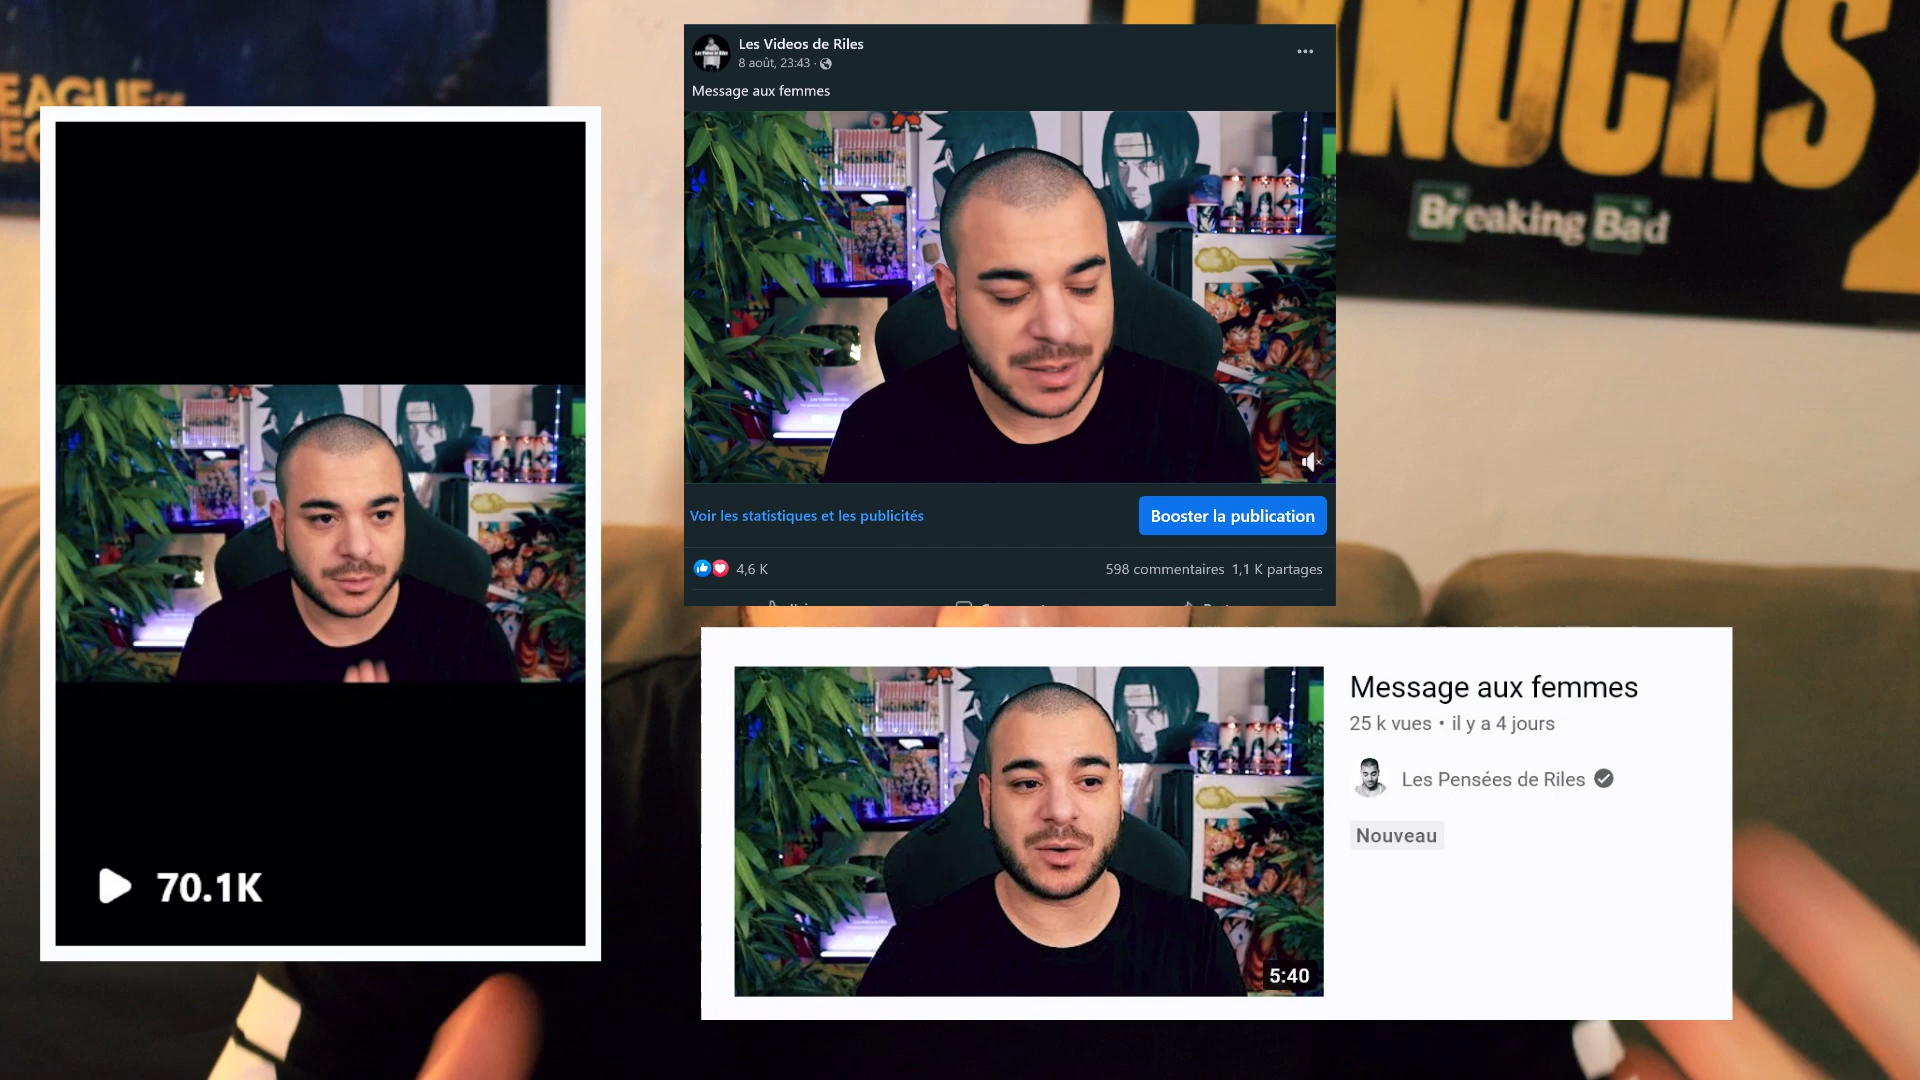 Les Videos de Riles
8 août, 23:43 ·
Message aux femmes
Voir les statistiques et les publicités
Booster la publication
4,6 K
598 commentaires 1,1 K partages
KNOCKS
Breaking Bad
70.1K
5:40
Message aux femmes
25 k vues • il y a 4 jours
Les Pensées de Riles
Nouveau